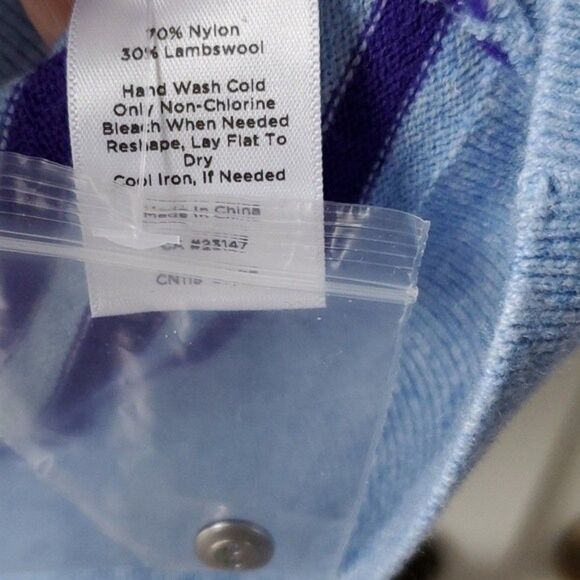 70% Nylon
30% Lambswool
Hand Wash Cold
Only Non-Chlorine
Bleach When Needed
Reshape, Lay Flat To
Dry
Cool Iron, If Needed
Made In China
#23147